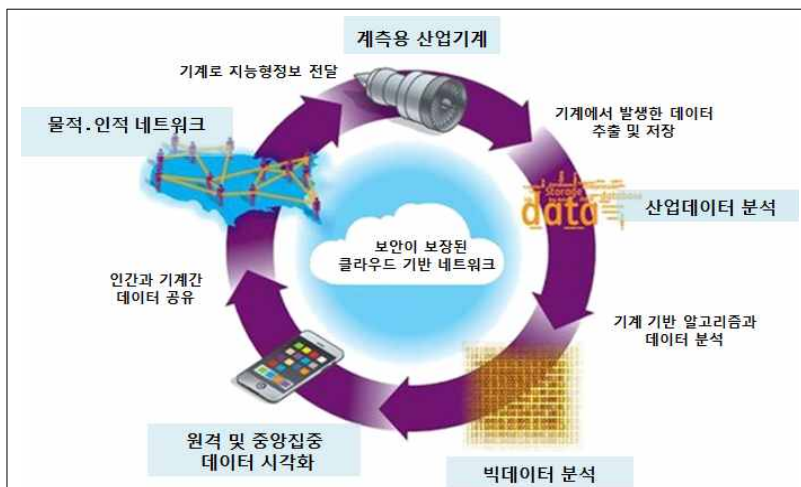 계측용 산업기계
기계로 지능형정보 전달
기계에서 발생한 데이터
추출 및 저장
물적·인적 네트워크
Storage
database
data
산업데이터 분석
보안이 보장된
클라우드 기반 네트워크
인간과 기계간
데이터 공유
기계 기반 알고리즘과
데이터 분석
원격 및 중앙집중
데이터 시각화
빅데이터 분석